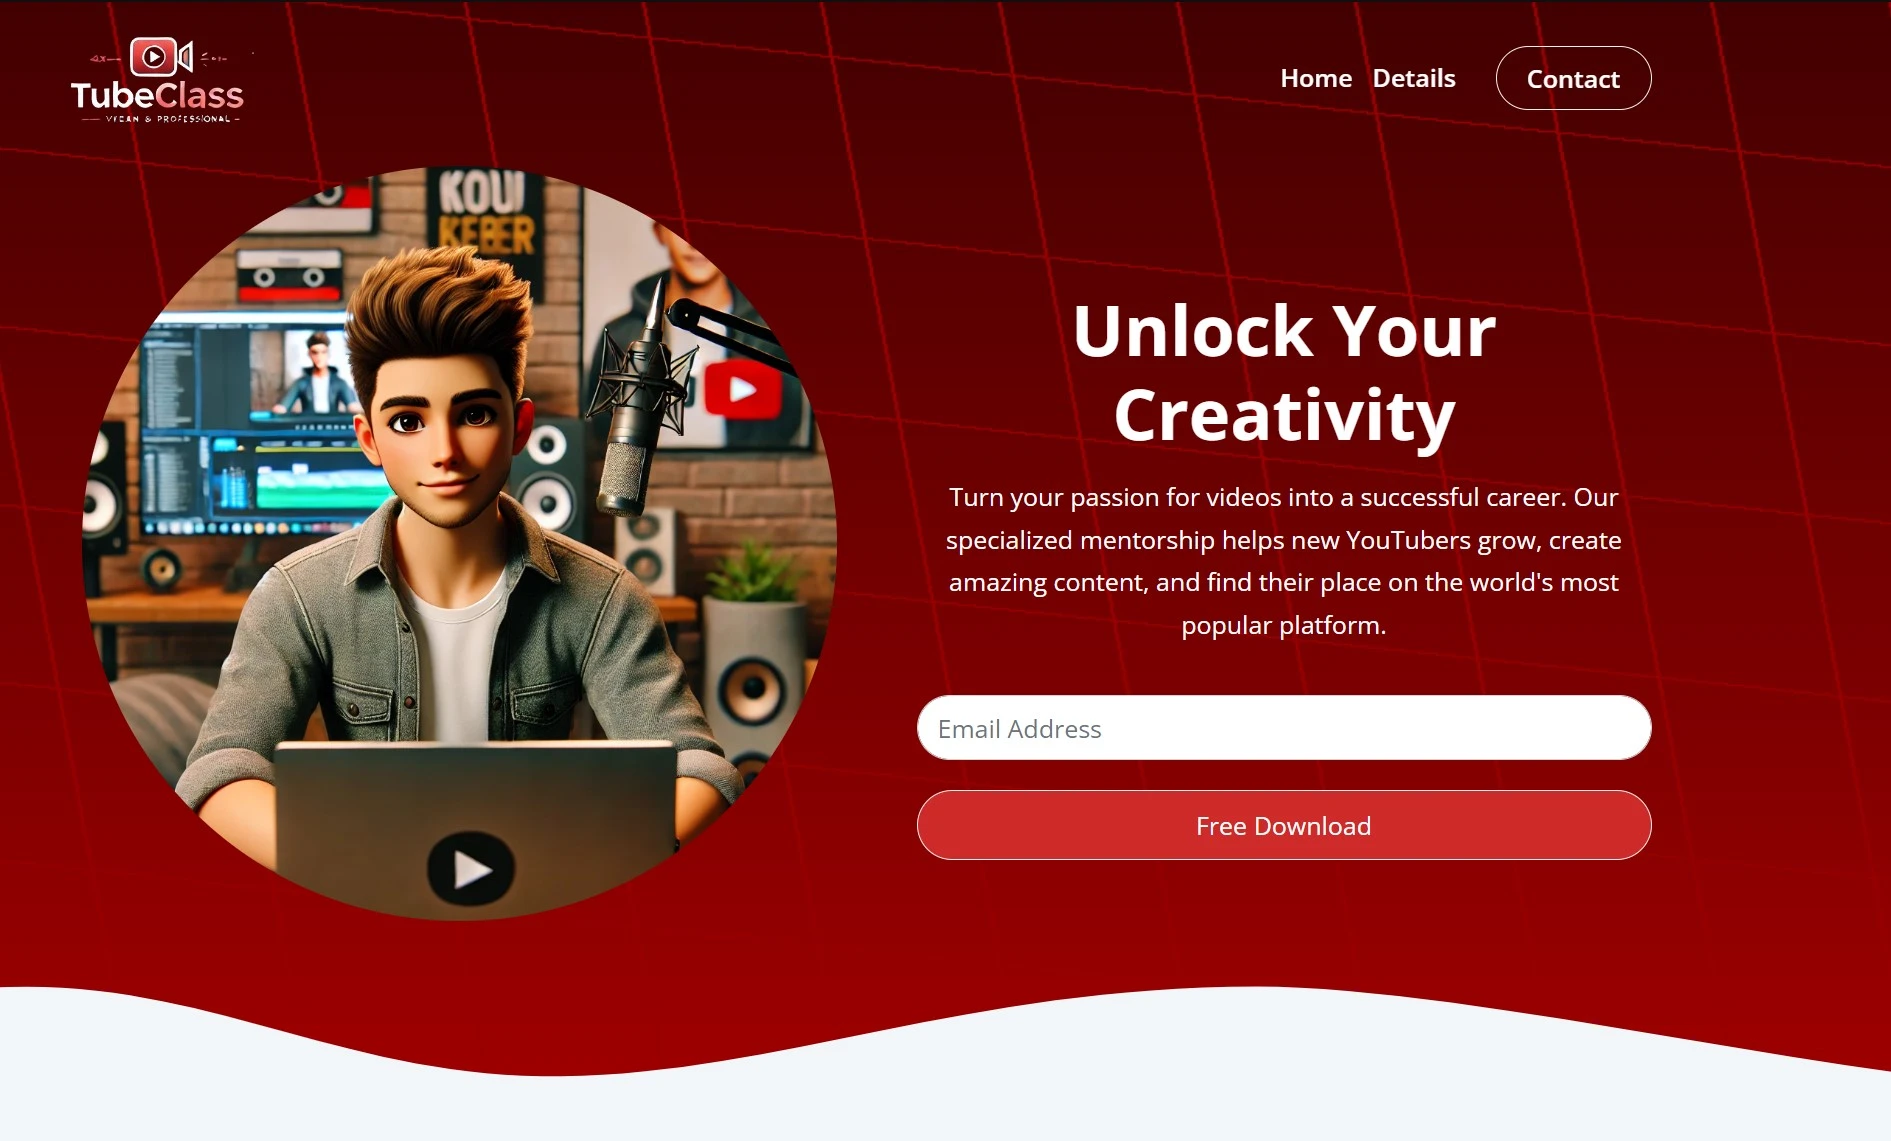 TubeClass
& PROFESSIONAL
Home Details Contact
KOUI
KEBER
Unlock Your
Creativity
Turn your passion for videos into a successful career. Our
specialized mentorship helps new YouTubers grow, create
amazing content, and find their place on the world's most
popular platform.
Email Address
Free Download